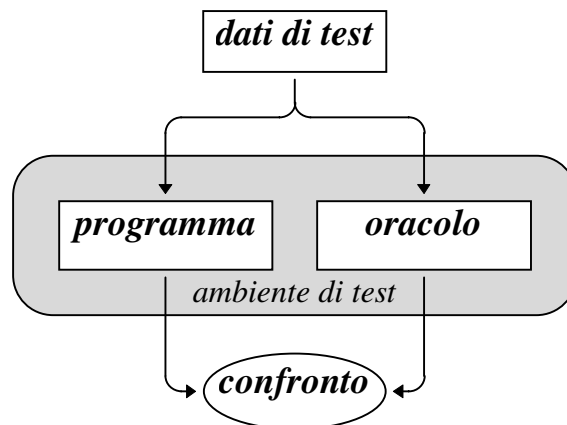 dati di test
programma
oracolo
ambiente di test
confronto